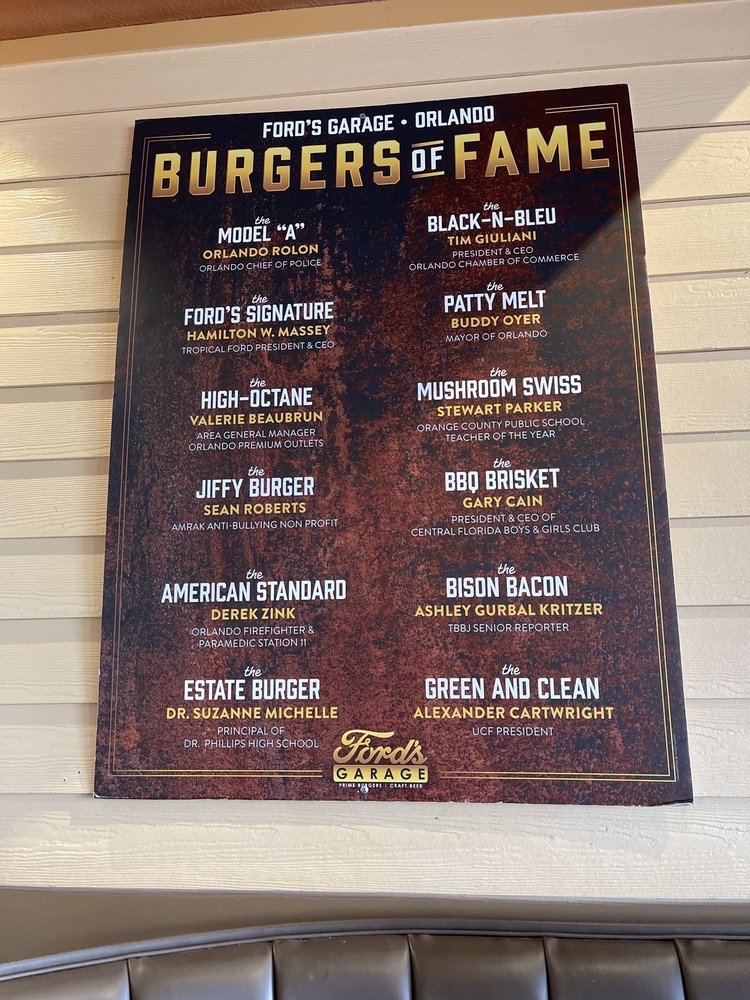 FORD'S GARAGE • ORLANDO
BURGERS OF FAME
the
MODEL "A"
ORLANDO ROLON
ORLANDO CHIEF OF POLICE
the
FORD'S SIGNATURE
HAMILTON W. MASSEY
TROPICAL FORD PRESIDENT & CEO
the
HIGH-OCTANE
VALERIE BEAUBRUN
AREA GENERAL MANAGER
ORLANDO PREMIUM OUTLETS
the
JIFFY BURGER
SEAN ROBERTS
AMRAK ANTI-BULLYING NON PROFIT
the
AMERICAN STANDARD
DEREK ZINK
ORLANDO FIREFIGHTER &
PARAMEDIC STATION 11
the
ESTATE BURGER
DR. SUZANNE MICHELLE
PRINCIPAL OF
DR. PHILLIPS HIGH SCHOOL
the
BLACK-N-BLEU
TIM GIULIANI
PRESIDENT & CEO
ORLANDO CHAMBER OF COMMERCE
the
PATTY MELT
BUDDY OYER
MAYOR OF ORLANDO
the
MUSHROOM SWISS
STEWART PARKER
ORANGE COUNTY PUBLIC SCHOOL
TEACHER OF THE YEAR
the
BBQ BRISKET
GARY CAIN
PRESIDENT & CEO OF
CENTRAL FLORIDA BOYS & GIRLS CLUB
the
BISON BACON
ASHLEY GURBAL KRITZER
TBBJ SENIOR REPORTER
the
GREEN AND CLEAN
ALEXANDER CARTWRIGHT
UCF PRESIDENT
Ford's
GARAGE
PRIME BURGERS | CRAFT BEER